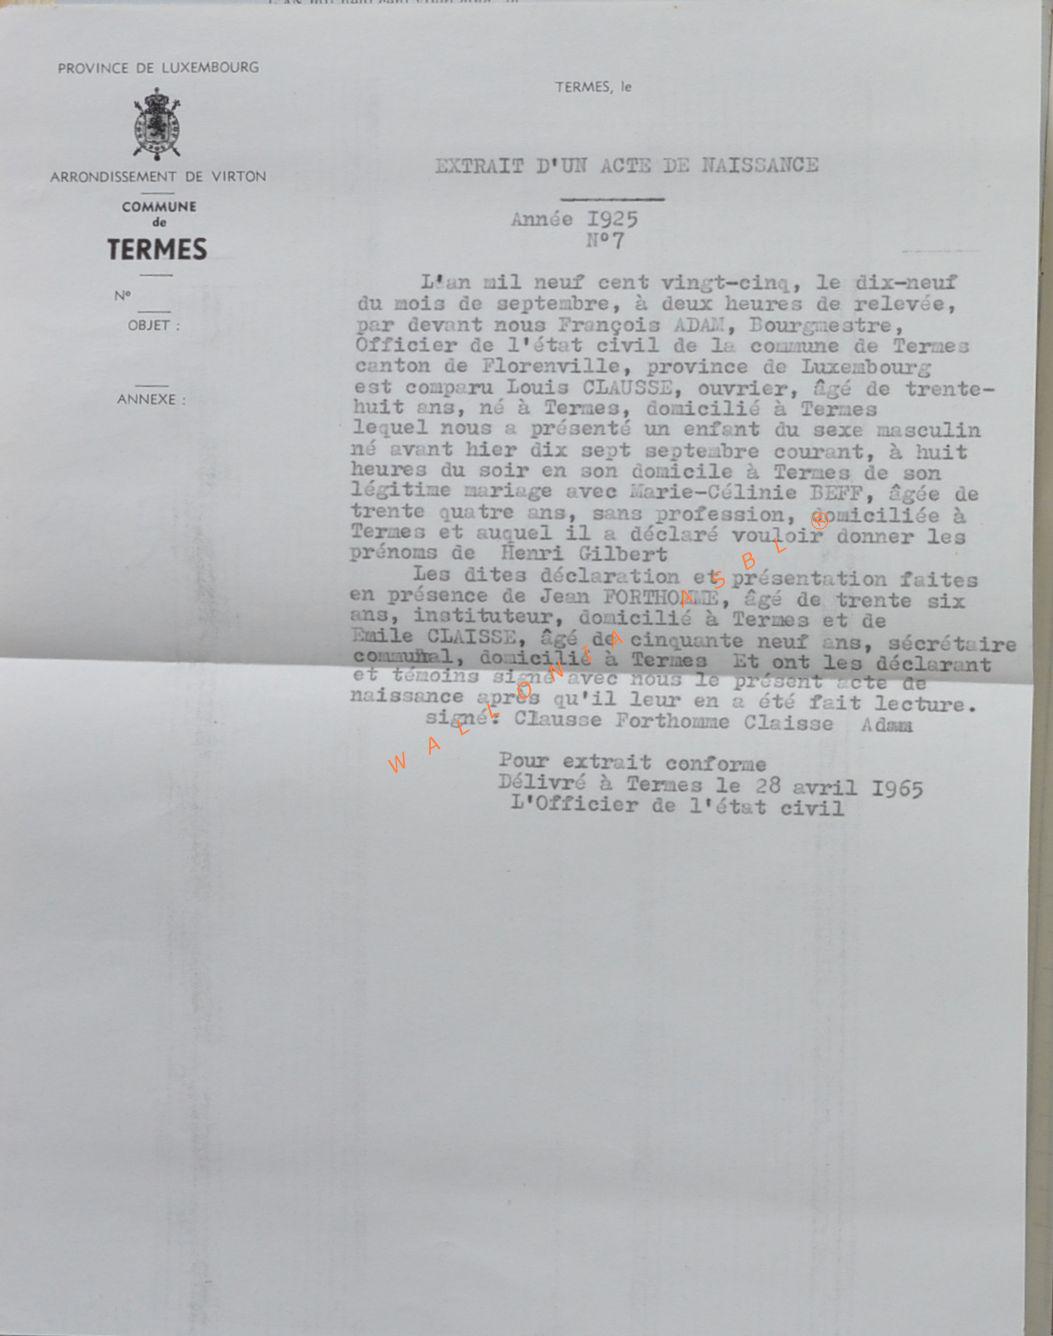 PROVINCE DE LUXEMBOURG
ARRONDISSEMENT DE VIRTON
COMMUNE
de
TERMES
Nº
OBJET :
ANNEXE :
TERMES, le
EXTRAIT D'UN ACTE DE NAISSANCE
Année I925
Nº7
L'an mil neuf cent vingt-cinq, le dix-neuf
du mois de septembre, à deux heures de relevée,
par devant nous François ADAM, Bourgmestre,
Officier de l'état civil de la commune de Termes
canton de Florenville, province de Luxembourg
est comparu Louis CLAUSSE, ouvrier, âgé de trente-
huit ans, né à Termes, domicilié à Termes
lequel nous a présenté un enfant du sexe masculin
né avant hier dix sept septembre courant, à huit
heures du soir en son domicile à Termes de son
légitime mariage avec Marie-Célinie BEFF, âgée de
trente quatre ans, sans profession, domiciliée à
Termes et auquel il a déclaré vouloir donner les
prénoms de Henri Gilbert
Les dites déclaration et présentation faites
en présence de Jean FORTHOMME, âgé de trente six
ans, instituteur, domicilié à Termes et de
Emile CLAISSE, âgé de cinquante neuf ans, sécrétaire
communal, domicilié à Termes Et ont les déclarant
et témoins signé avec nous le présent acte de
naissance après qu'il leur en a été fait lecture.
signé: Clausse Forthomme Claisse Adam
Pour extrait conforme
Délivré à Termes le 28 avril I965
L'Officier de l'état civil
WALLONIA ASBL ®